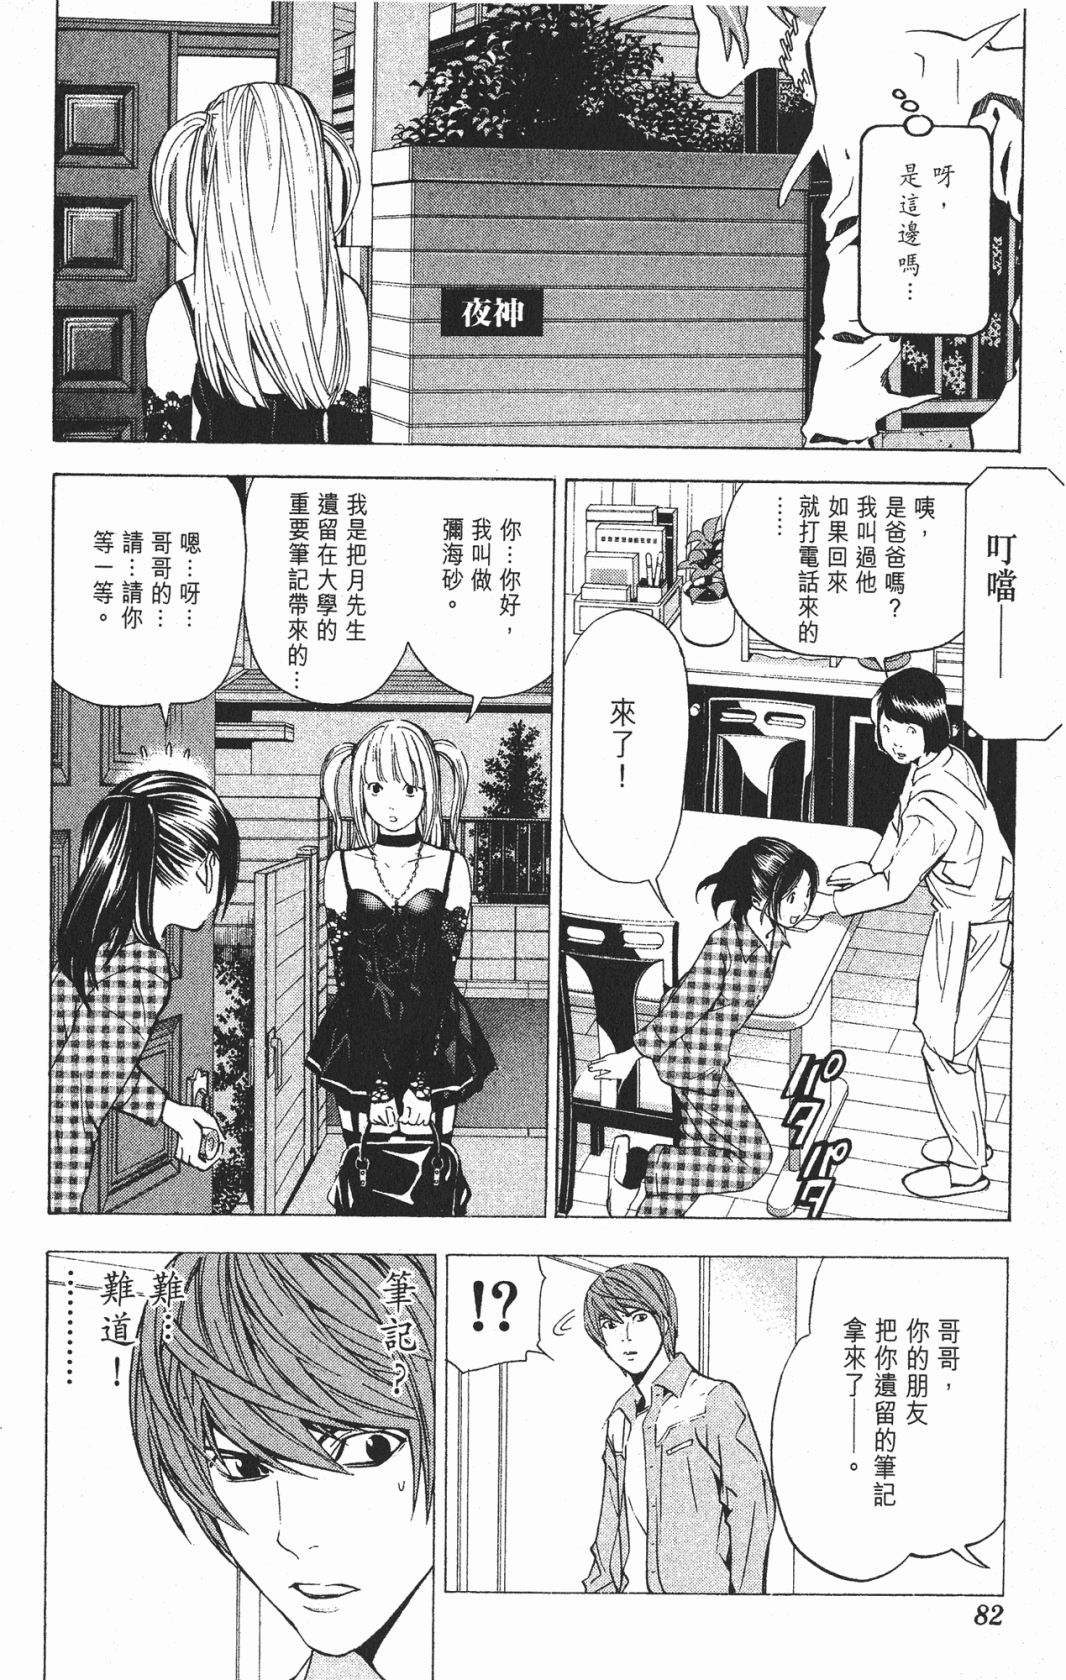 呀，
是這邊嗎…
夜神
叮噹——
咦，
是爸爸嗎？
我叫過他
如果回來
就打電話來的
……
來了！
パタ
パタ
你…你好，
我叫做
彌海砂。
我是把月先生
遺留在大學的
重要筆記帶來的…
嗯…呀…
哥哥的…
請…請你
等一等。
哥哥，
你的朋友
把你遺留的筆記
拿來了——。
!?
筆記？
難…
難道！
………
82